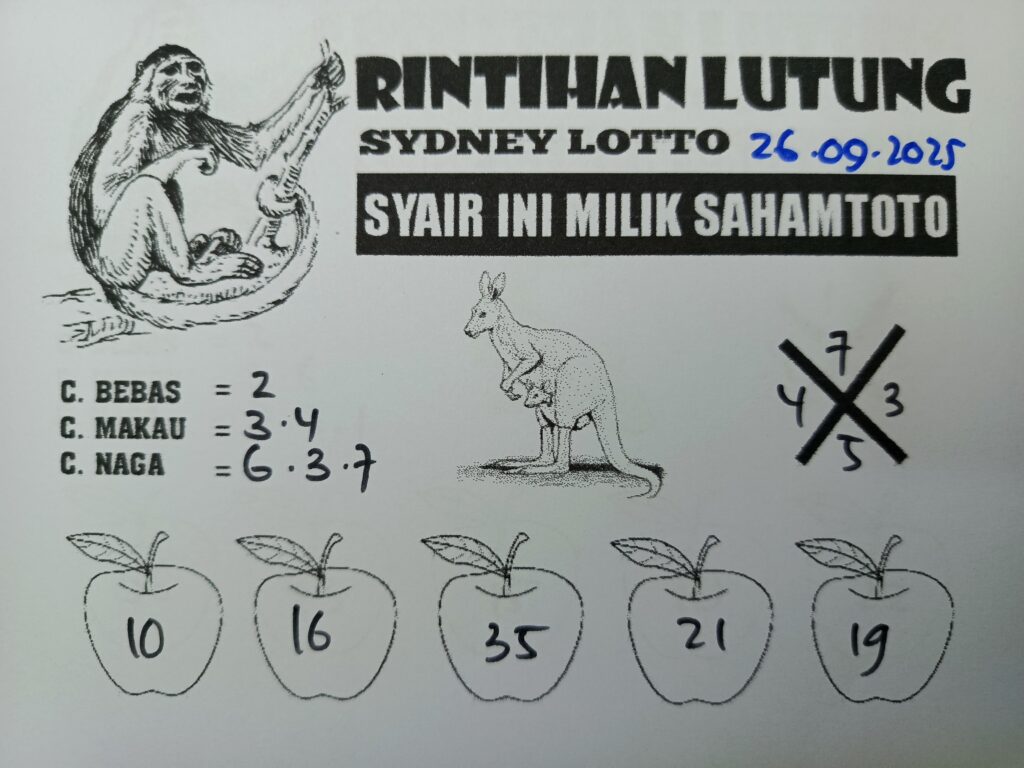 RINTIHAN LUTUNG
SYDNEY LOTTO 26.09.2025
SYAIR INI MILIK SAHAMTOTO
C. BEBAS = 2
C. MAKAU = 3.4
C. NAGA = 6.3.7
7
4 3
5
10 16 35 21 19